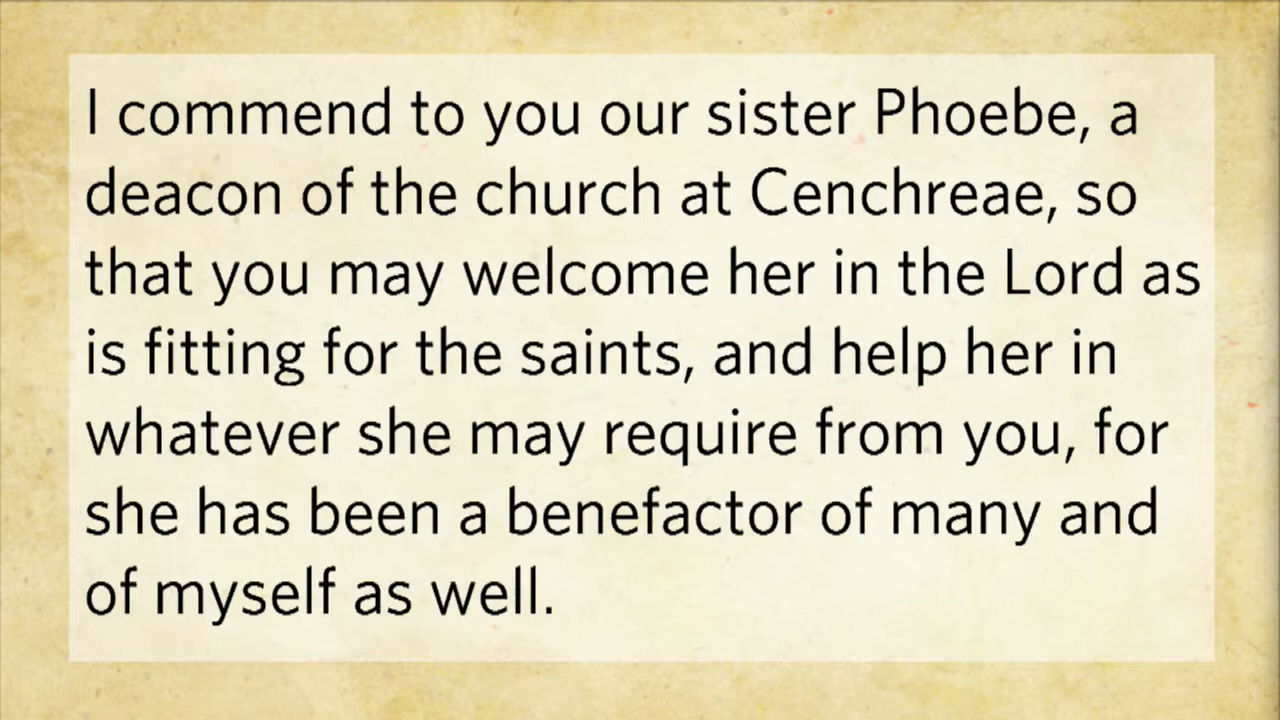 I commend to you our sister Phoebe, a
deacon of the church at Cenchreae, so
that you may welcome her in the Lord as
is fitting for the saints, and help her in
whatever she may require from you, for
she has been a benefactor of many and
of myself as well.